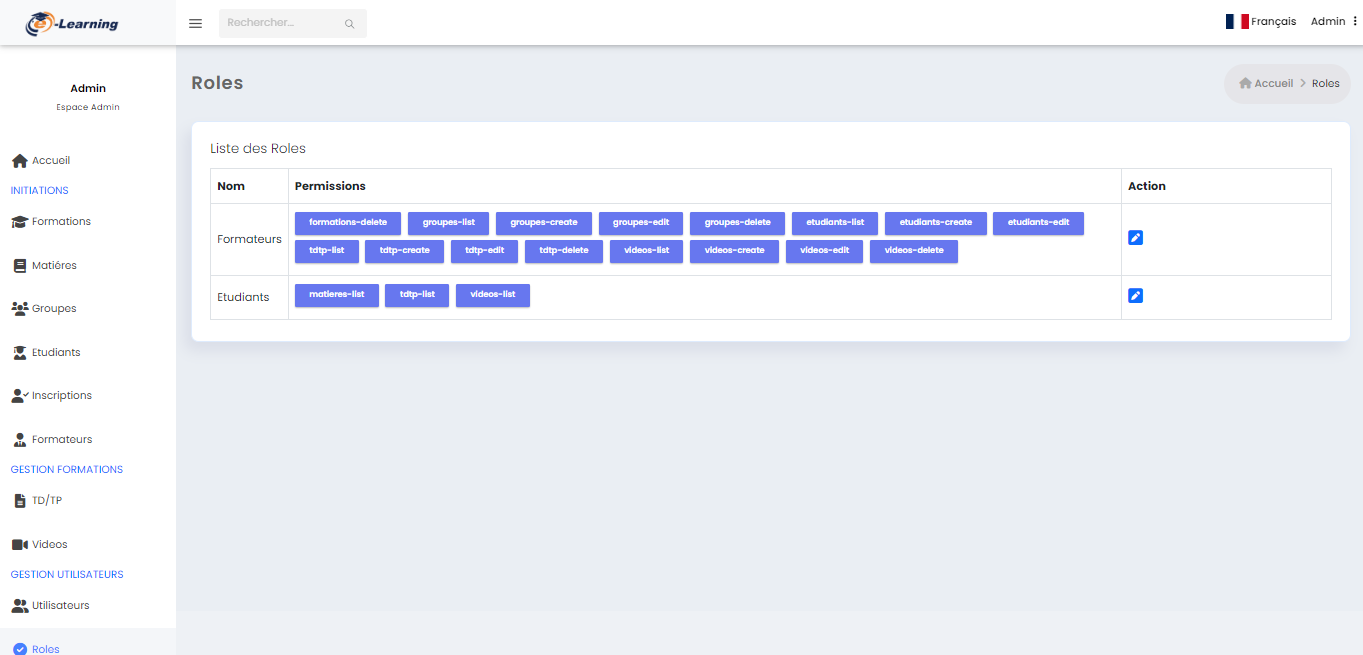 e-Learning
Rechercher...
Français
Admin
Admin
Espace Admin
Accueil
INITIATIONS
Formations
Matiéres
Groupes
Etudiants
Inscriptions
Formateurs
GESTION FORMATIONS
TD/TP
Videos
GESTION UTILISATEURS
Utilisateurs
Roles
Roles
Accueil > Roles
Liste des Roles
Nom Permissions Action
Formateurs
formations-delete groupes-list groupes-create groupes-edit groupes-delete etudiants-list etudiants-create etudiants-edit
tdtp-list tdtp-create tdtp-edit tdtp-delete videos-list videos-create videos-edit videos-delete
Etudiants matieres-list tdtp-list videos-list